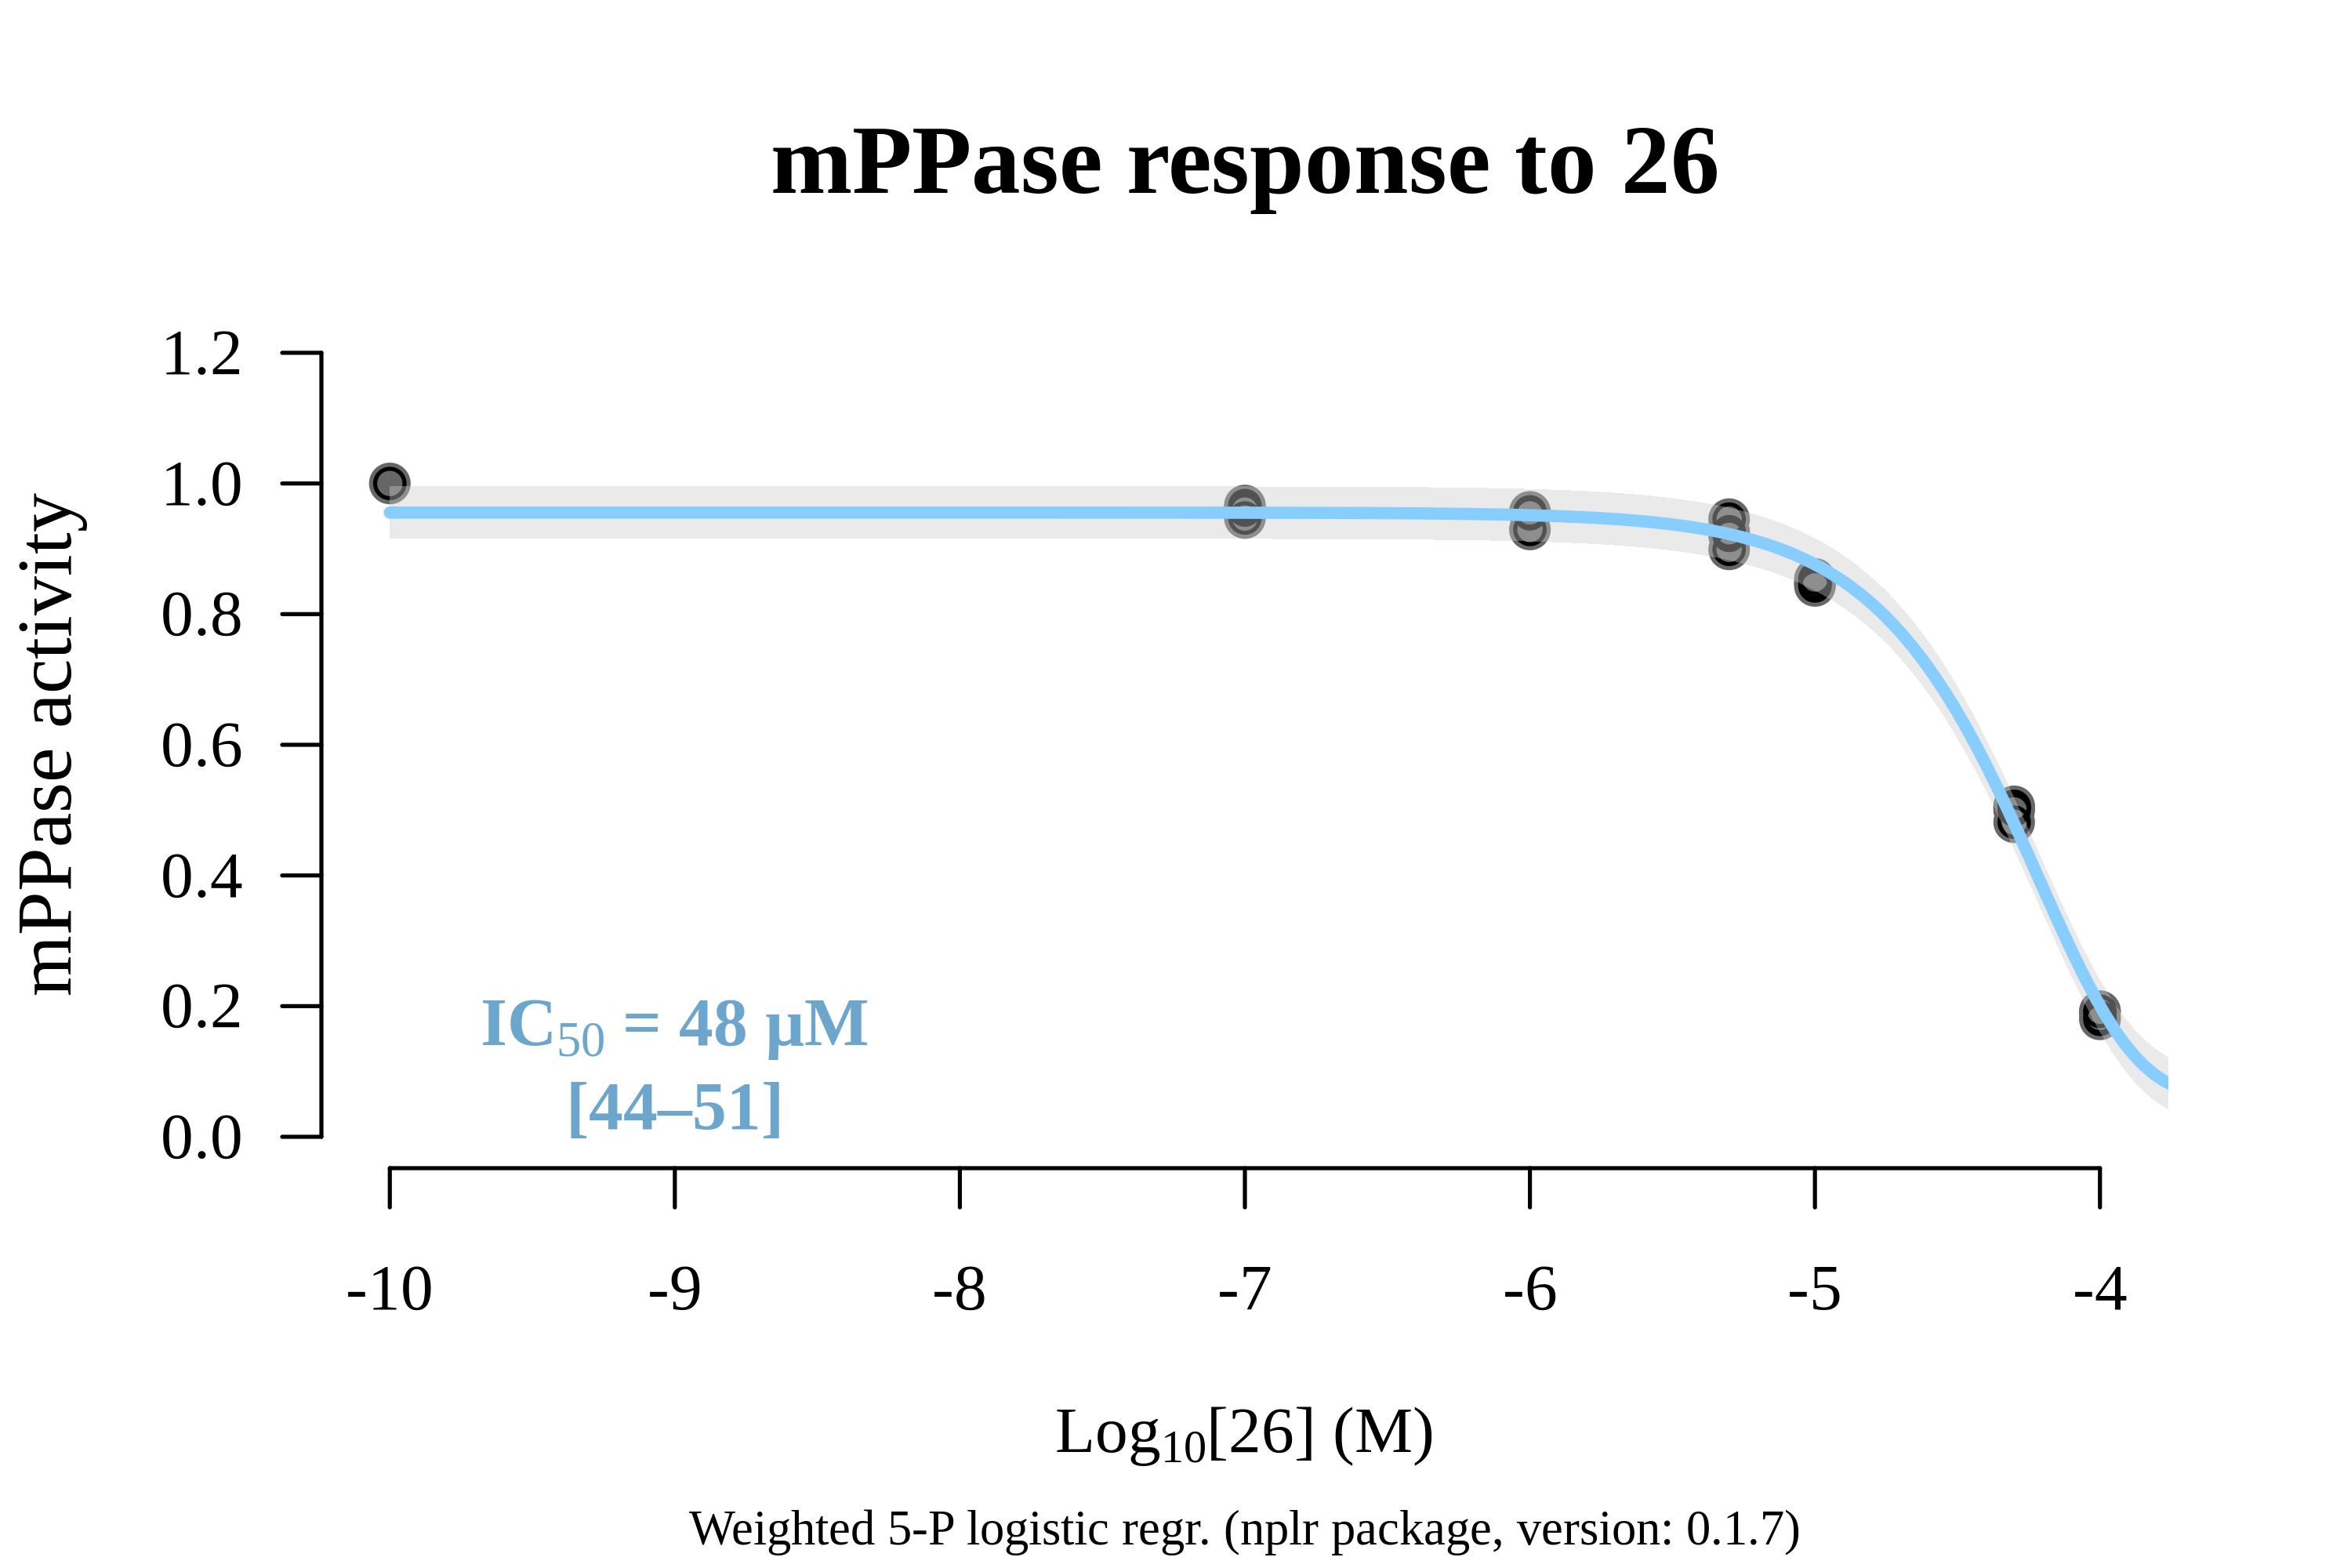 mPPase response to 26
mPPase activity
1.2
1.0
0.8
0.6
0.4
0.2
0.0
IC50 = 48 µM
[44–51]
-10 -9 -8 -7 -6 -5 -4
Log10[26] (M)
Weighted 5-P logistic regr. (nplr package, version: 0.1.7)